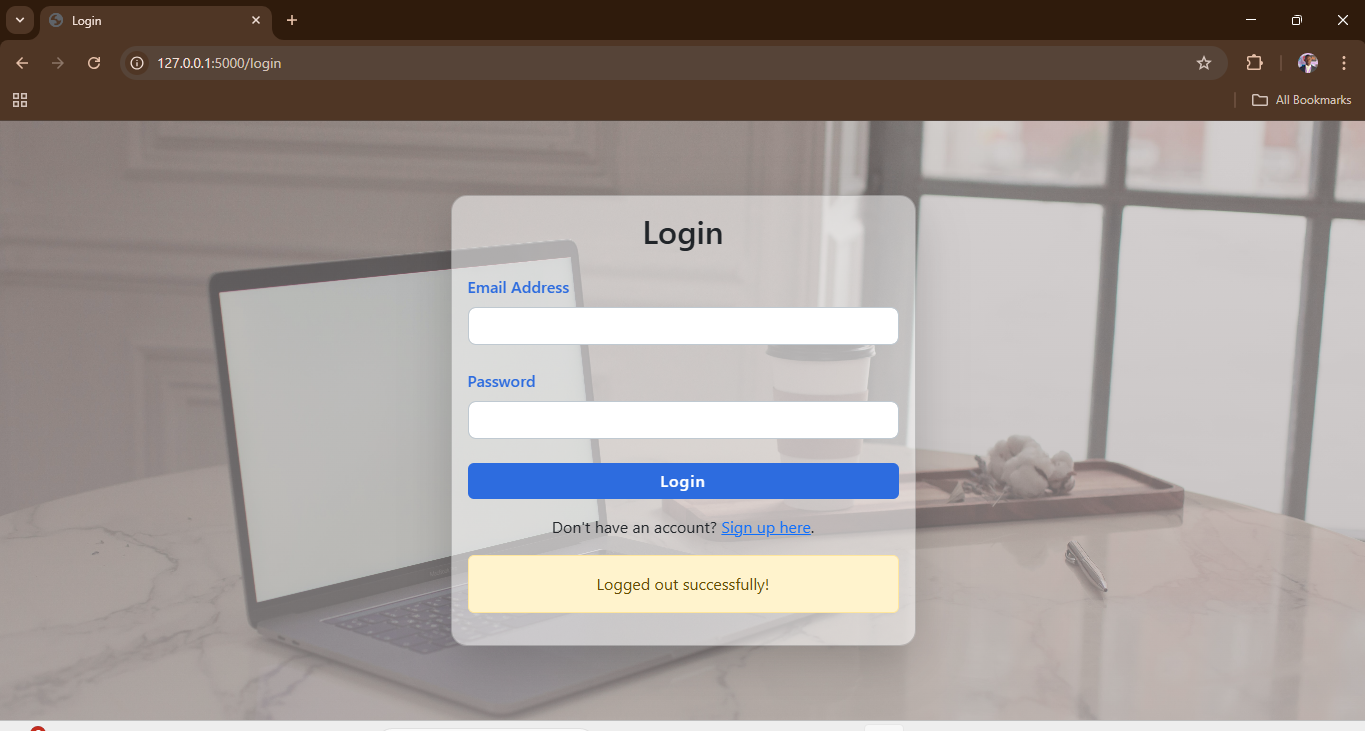 Login
127.0.0.1:5000/login
All Bookmarks
Login
Email Address
Password
Login
Don't have an account? Sign up here.
Logged out successfully!